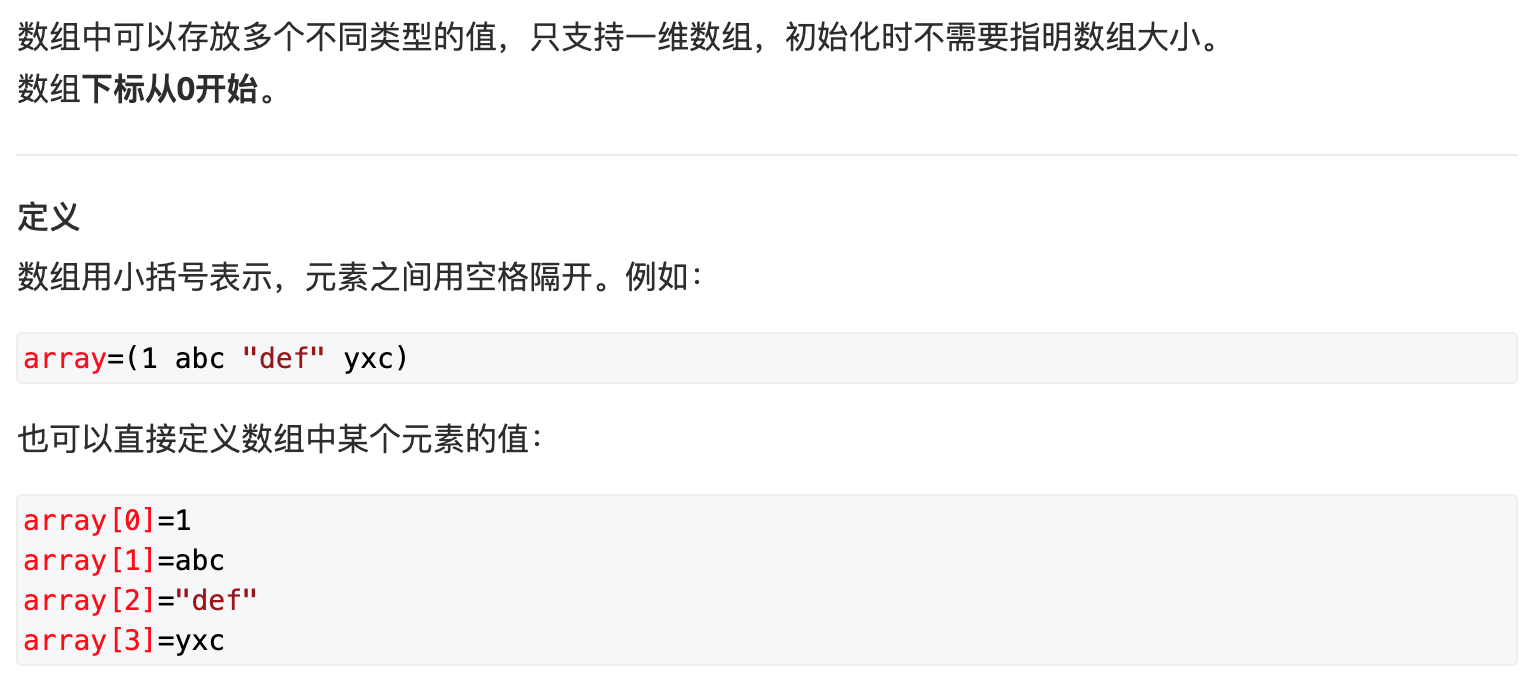 数组中可以存放多个不同类型的值，只支持一维数组，初始化时不需要指明数组大小。
数组下标从0开始。
定义
数组用小括号表示，元素之间用空格隔开。例如：
array=(1 abc "def" yxc)
也可以直接定义数组中某个元素的值：
array[0]=1
array[1]=abc
array[2]="def"
array[3]=yxc